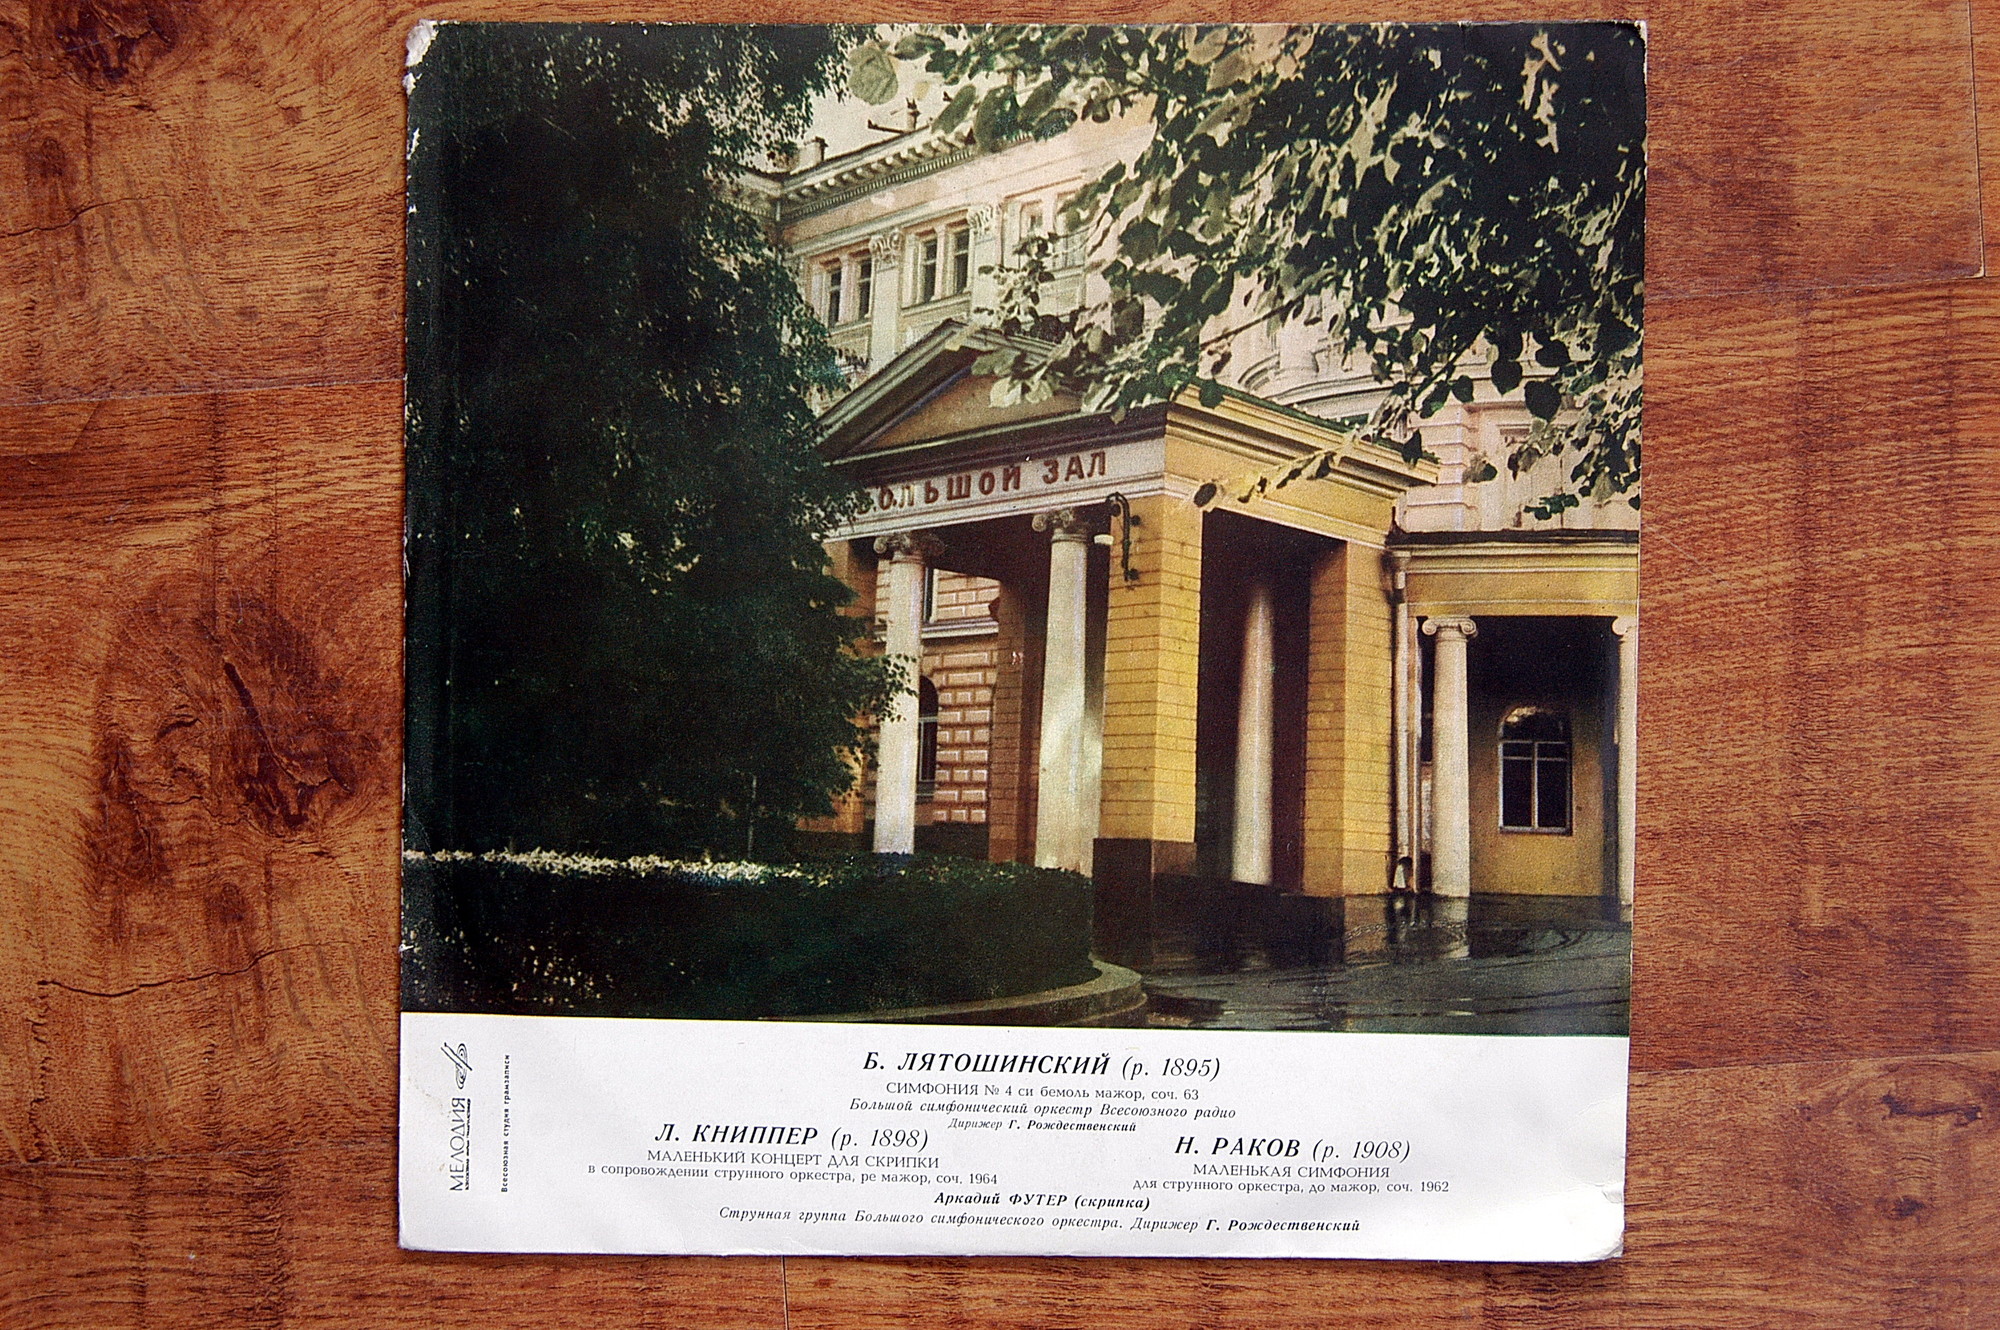 БОЛЬШОЙ ЗАЛ
МЕЛОДИЯ
Всесоюзная студия грамзаписи
Б. ЛЯТОШИНСКИЙ (р. 1895)
СИМФОНИЯ № 4 си бемоль мажор, соч. 63
Большой симфонический оркестр Всесоюзного радио
Дирижер Г. Рождественский
Л. КНИППЕР (р. 1898)
МАЛЕНЬКИЙ КОНЦЕРТ ДЛЯ СКРИПКИ
в сопровождении струнного оркестра, ре мажор, соч. 1964
Н. РАКОВ (р. 1908)
МАЛЕНЬКАЯ СИМФОНИЯ
для струнного оркестра, до мажор, соч. 1962
Аркадий ФУТЕР (скрипка)
Струнная группа Большого симфонического оркестра. Дирижер Г. Рождественский